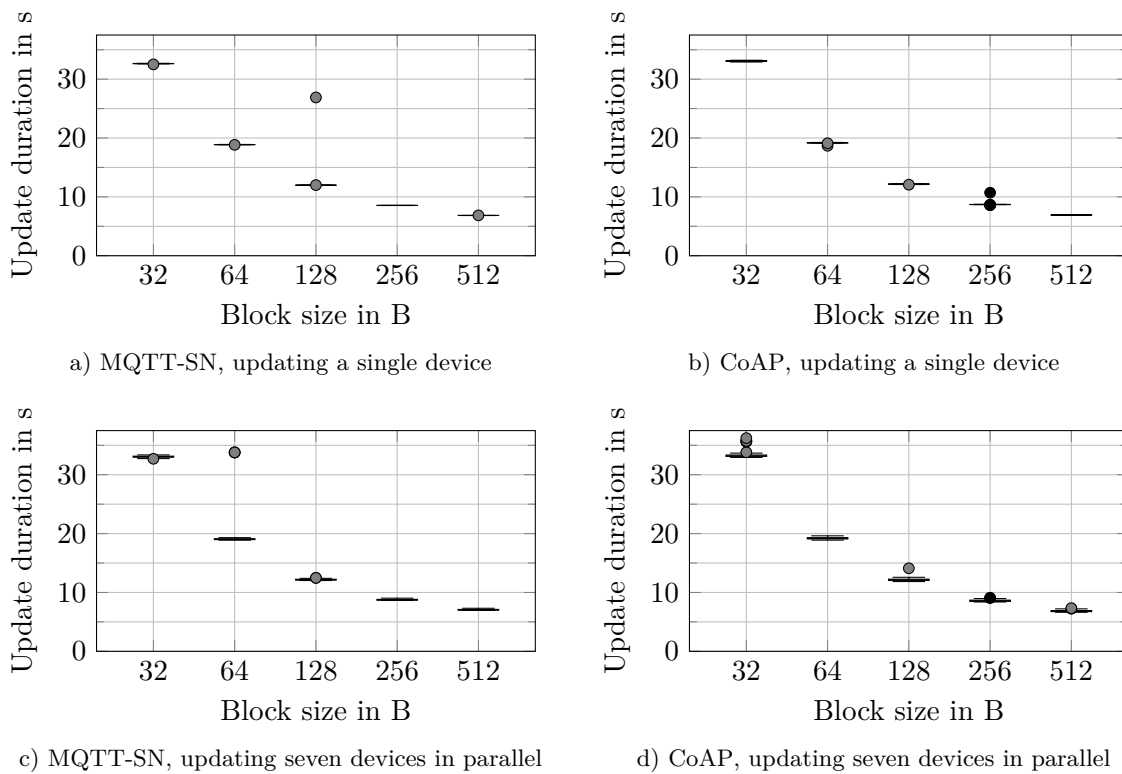 Update duration in s
30
20
10
0
32 64 128 256 512
Block size in B
a) MQTT-SN, updating a single device
Update duration in s
30
20
10
0
32 64 128 256 512
Block size in B
b) CoAP, updating a single device
Update duration in s
30
20
10
0
32 64 128 256 512
Block size in B
c) MQTT-SN, updating seven devices in parallel
Update duration in s
30
20
10
0
32 64 128 256 512
Block size in B
d) CoAP, updating seven devices in parallel